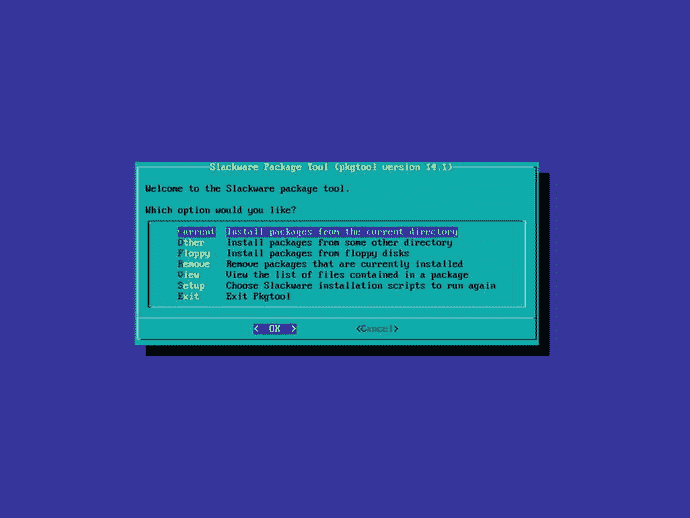 Slackware Package Tool (pkgtool version 14.1)
Welcome to the Slackware package tool.
Which option would you like?
Current Install packages from the current directory
Other Install packages from some other directory
Floppy Install packages from floppy disks
Remove Remove packages that are currently installed
View View the list of files contained in a package
Setup Choose Slackware installation scripts to run again
Exit Exit Pkgtool
< OK > <Cancel>